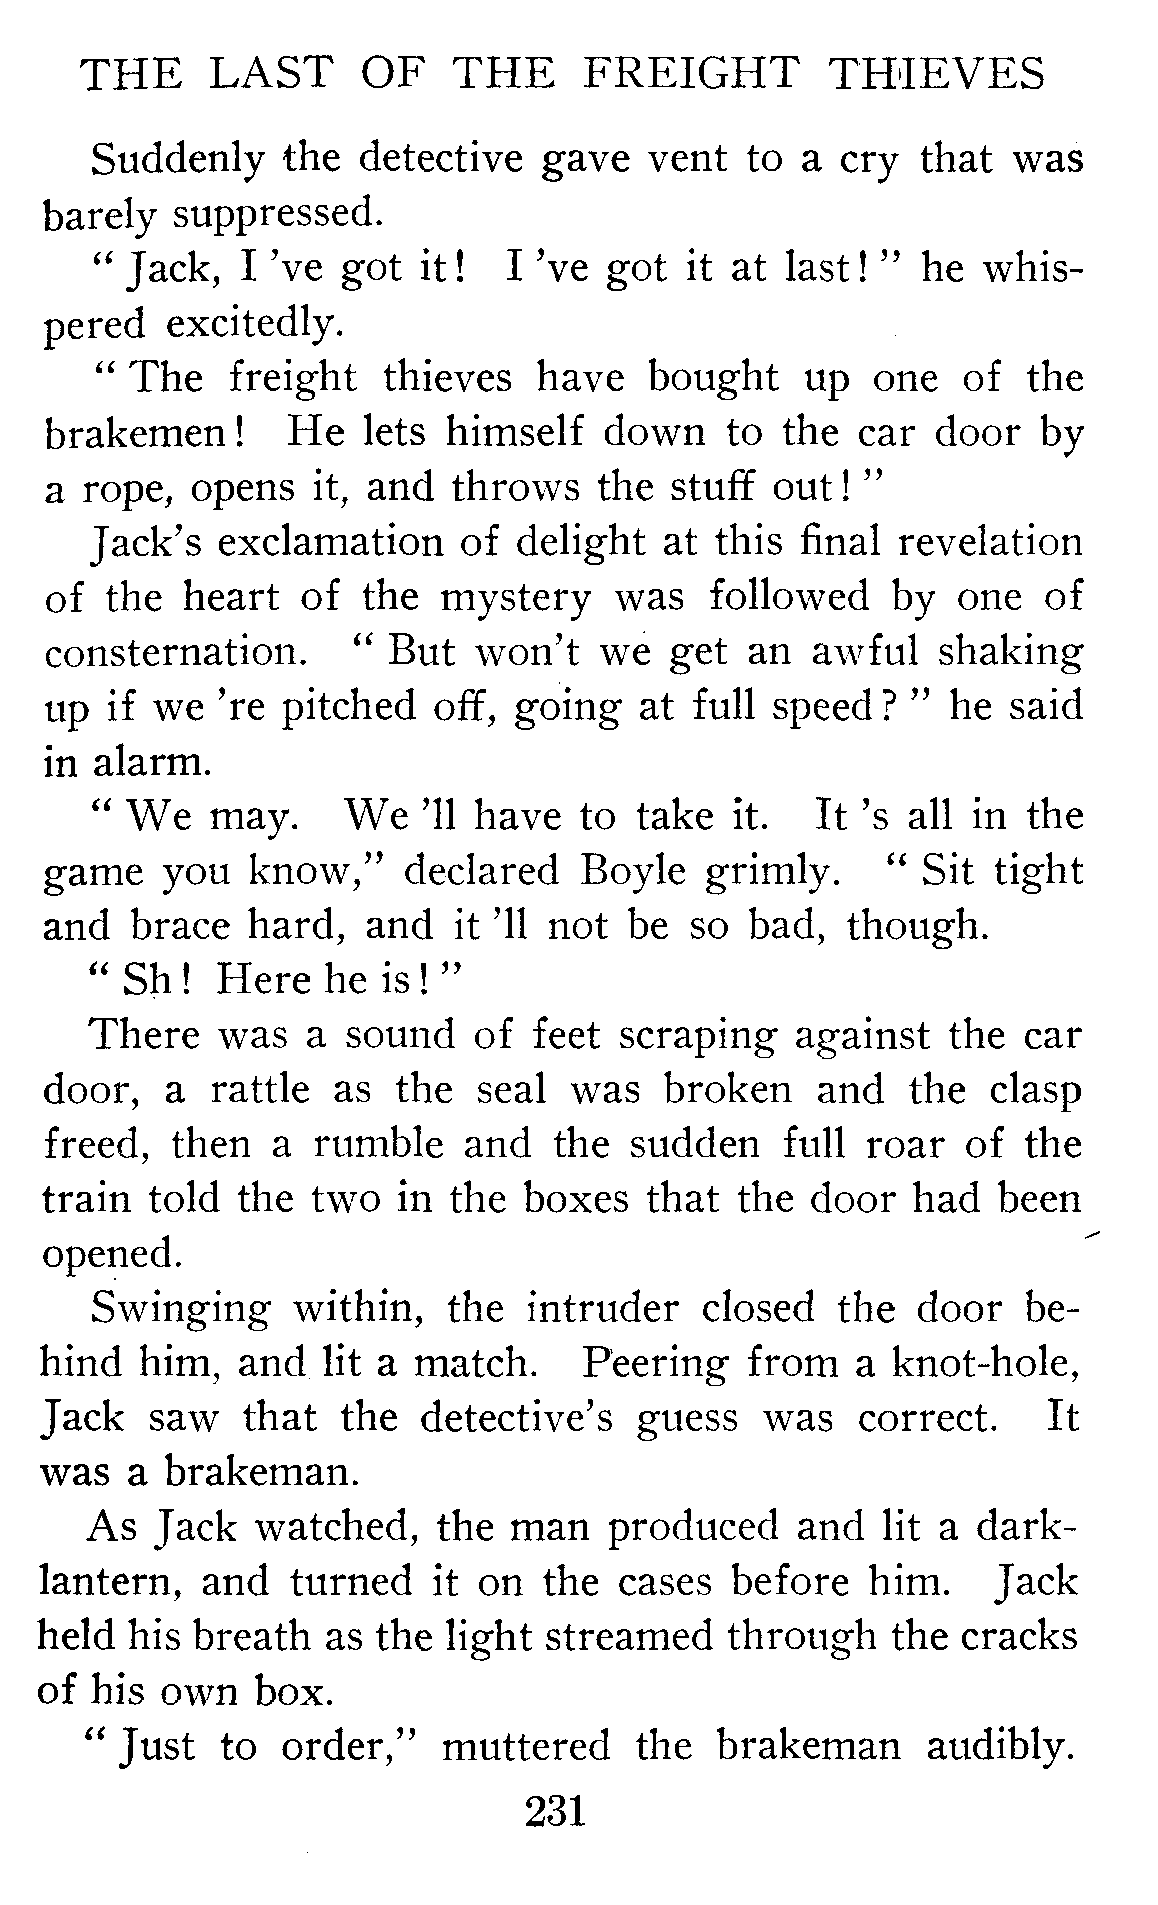 THE LAST OF THE FREIGHT THIEVES
Suddenly the detective gave vent to a cry that was
barely suppressed.
“ Jack, I ’ve got it! I ’ve got it at last! ” he whis-
pered excitedly.
“ The freight thieves have bought up one of the
brakemen! He lets himself down to the car door by
a rope, opens it, and throws the stuff out! ”
Jack’s exclamation of delight at this final revelation
of the heart of the mystery was followed by one of
consternation. “ But won’t we get an awful shaking
up if we ’re pitched off, going at full speed? ” he said
in alarm.
“ We may. We ’ll have to take it. It ’s all in the
game you know,” declared Boyle grimly. “ Sit tight
and brace hard, and it ’ll not be so bad, though.
“ Sh! Here he is! ”
There was a sound of feet scraping against the car
door, a rattle as the seal was broken and the clasp
freed, then a rumble and the sudden full roar of the
train told the two in the boxes that the door had been
opened.
Swinging within, the intruder closed the door be-
hind him, and lit a match. Peering from a knot-hole,
Jack saw that the detective’s guess was correct. It
was a brakeman.
As Jack watched, the man produced and lit a dark-
lantern, and turned it on the cases before him. Jack
held his breath as the light streamed through the cracks
of his own box.
“ Just to order,” muttered the brakeman audibly.
231